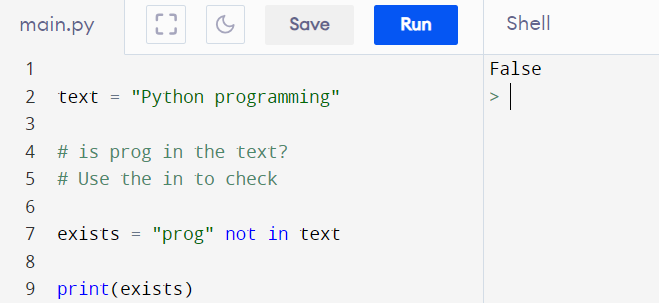 main.py Save Run Shell
1
2 text = "Python programming"
3
4 # is prog in the text?
5 # Use the in to check
6
7 exists = "prog" not in text
8
9 print(exists)
False
>